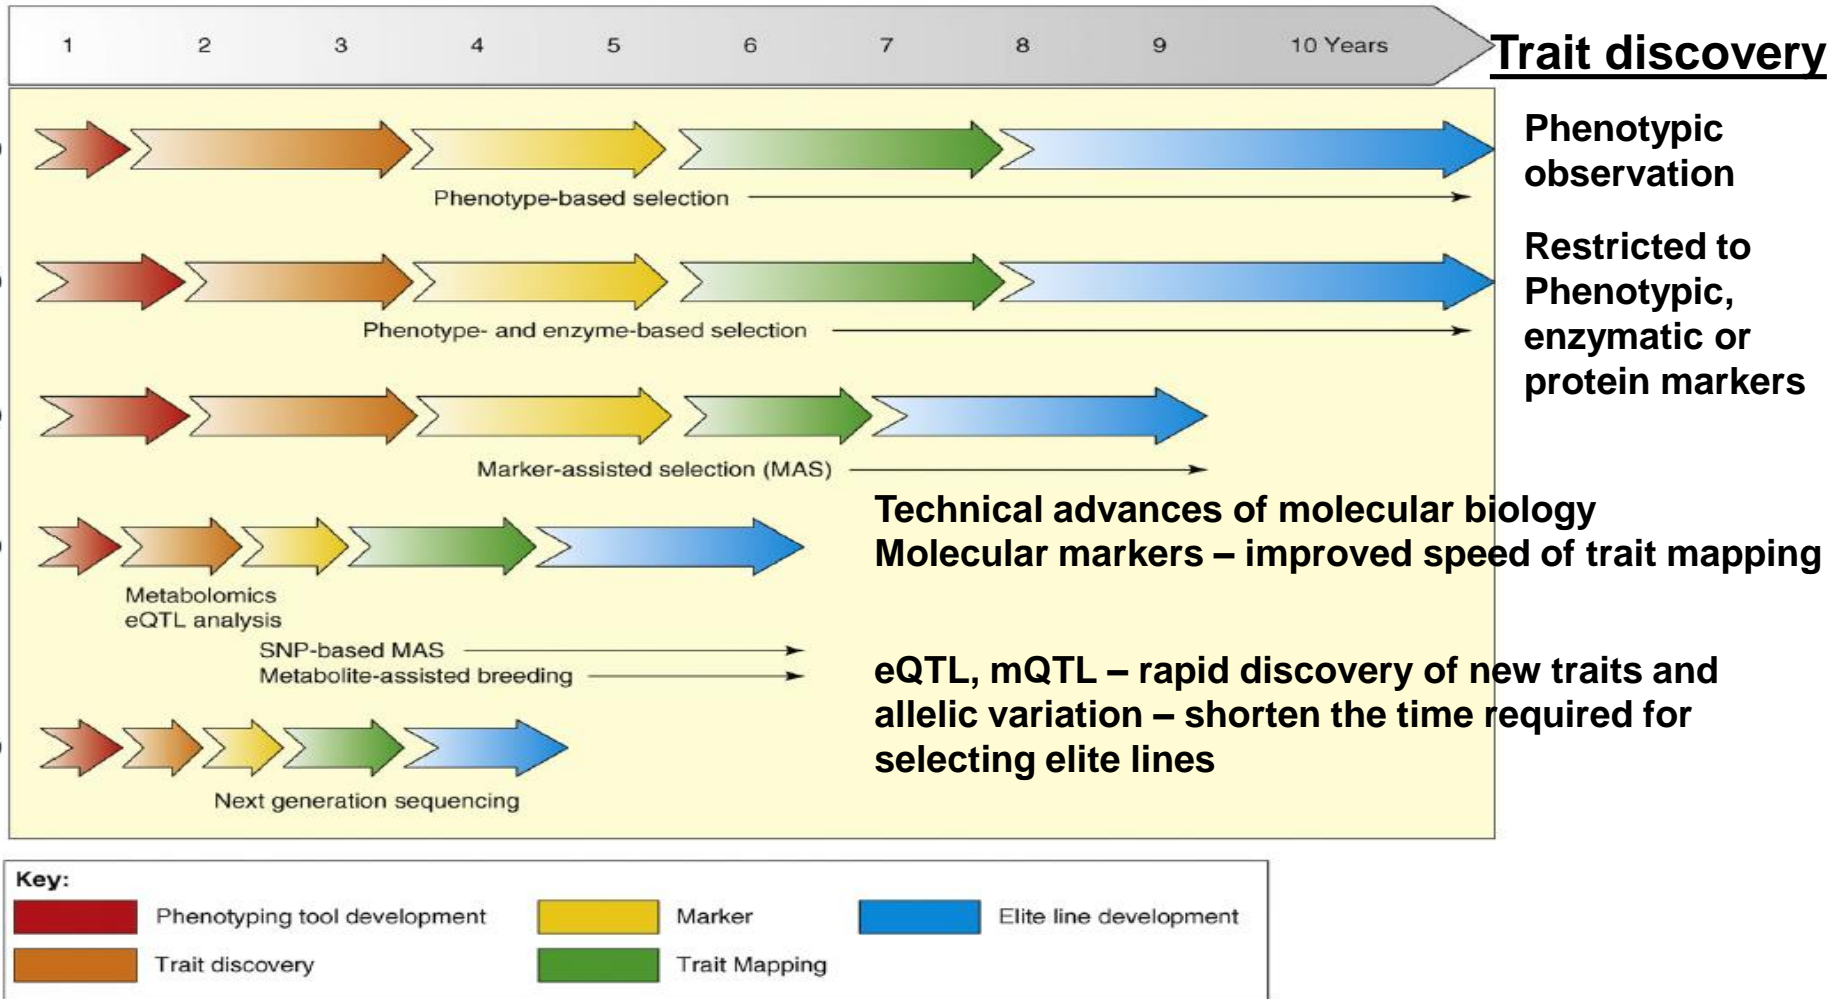 1 2 3 4 5 6 7 8 9 10 Years
Trait discovery
Phenotypic
observation
Phenotype-based selection
Restricted to
Phenotypic,
enzymatic or
protein markers
Phenotype- and enzyme-based selection
Marker-assisted selection (MAS)
Technical advances of molecular biology
Molecular markers – improved speed of trait mapping
Metabolomics
eQTL analysis
SNP-based MAS
Metabolite-assisted breeding
eQTL, mQTL – rapid discovery of new traits and
allelic variation – shorten the time required for
selecting elite lines
Next generation sequencing
Key:
Phenotyping tool development
Marker
Elite line development
Trait discovery
Trait Mapping